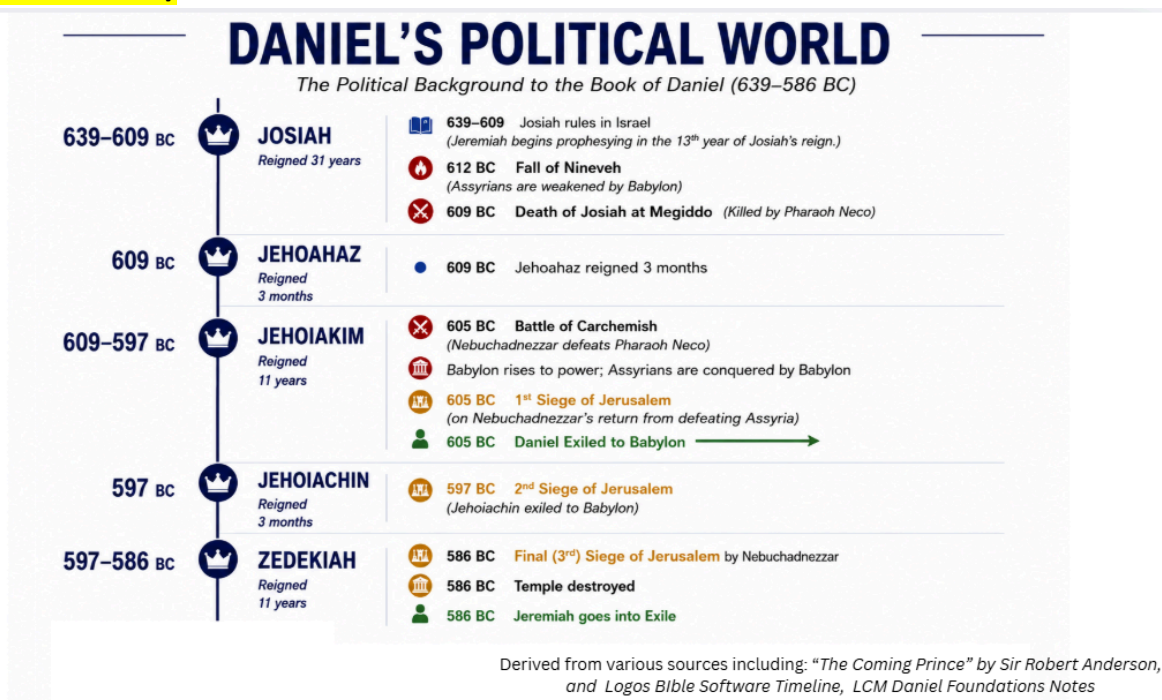 DANIEL'S POLITICAL WORLD
The Political Background to the Book of Daniel (639–586 BC)
639–609 BC
JOSIAH
Reigned 31 years
639–609 Josiah rules in Israel
(Jeremiah begins prophesying in the 13th year of Josiah's reign.)
612 BC Fall of Nineveh
(Assyrians are weakened by Babylon)
609 BC Death of Josiah at Megiddo (Killed by Pharaoh Neco)
609 BC
JEHOAHAZ
Reigned
3 months
609 BC Jehoahaz reigned 3 months
609–597 BC
JEHOIAKIM
Reigned
11 years
605 BC Battle of Carchemish
(Nebuchadnezzar defeats Pharaoh Neco)
Babylon rises to power; Assyrians are conquered by Babylon
605 BC 1st Siege of Jerusalem
(on Nebuchadnezzar's return from defeating Assyria)
605 BC Daniel Exiled to Babylon
597 BC
JEHOIACHIN
Reigned
3 months
597 BC 2nd Siege of Jerusalem
(Jehoiachin exiled to Babylon)
597–586 BC
ZEDEKIAH
Reigned
11 years
586 BC Final (3rd) Siege of Jerusalem by Nebuchadnezzar
586 BC Temple destroyed
586 BC Jeremiah goes into Exile
Derived from various sources including: "The Coming Prince" by Sir Robert Anderson,
and Logos BIble Software Timeline, LCM Daniel Foundations Notes